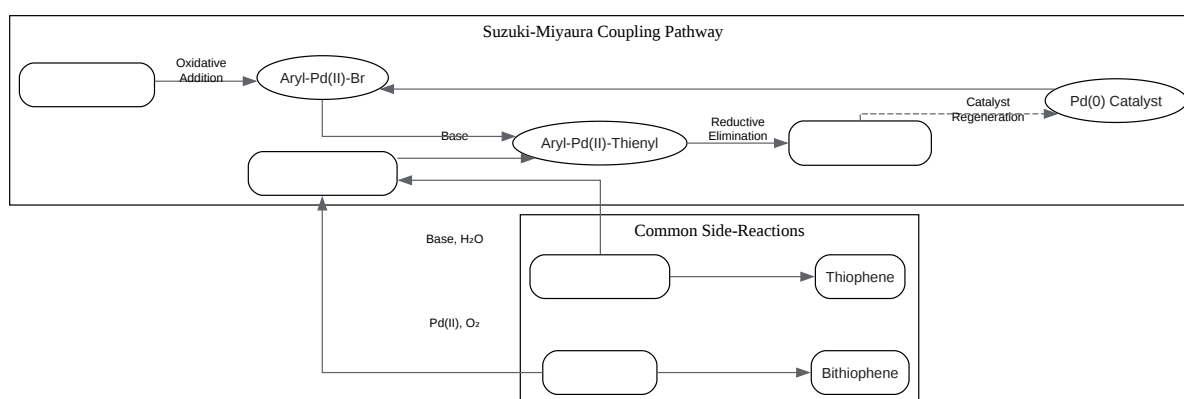 Suzuki-Miyaura Coupling Pathway
Oxidative
Addition
Aryl-Pd(II)-Br
Catalyst
Regeneration
Pd(0) Catalyst
Base
Aryl-Pd(II)-Thienyl
Reductive
Elimination
Common Side-Reactions
Base, H₂O
Thiophene
Pd(II), O₂
Bithiophene